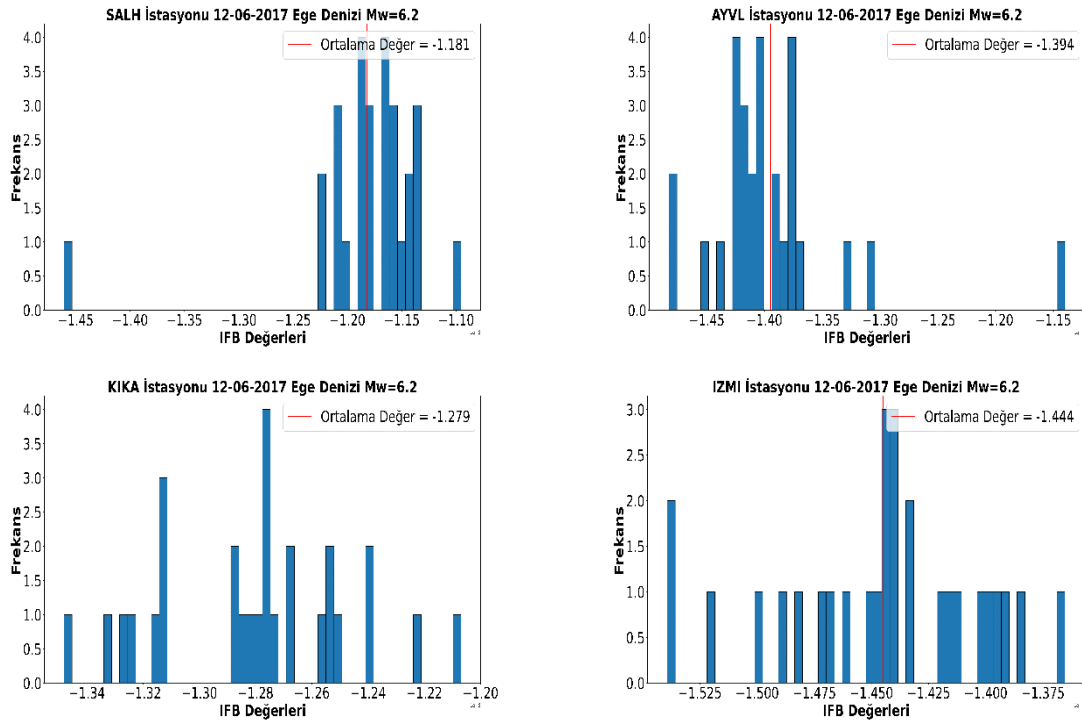 SALH İstasyonu 12-06-2017 Ege Denizi Mw=6.2
Ortalama Değer = -1.181
4.0
3.5
3.0
2.5
2.0
1.5
1.0
0.5
0.0
Frekans
−1.45 −1.40 −1.35 −1.30 −1.25 −1.20 −1.15 −1.10
IFB Değerleri
AYVL İstasyonu 12-06-2017 Ege Denizi Mw=6.2
Ortalama Değer = -1.394
4.0
3.5
3.0
2.5
2.0
1.5
1.0
0.5
0.0
Frekans
−1.45 −1.40 −1.35 −1.30 −1.25 −1.20 −1.15
IFB Değerleri
KIKA İstasyonu 12-06-2017 Ege Denizi Mw=6.2
Ortalama Değer = -1.279
4.0
3.5
3.0
2.5
2.0
1.5
1.0
0.5
0.0
Frekans
−1.34 −1.32 −1.30 −1.28 −1.26 −1.24 −1.22 −1.20
IFB Değerleri
IZMI İstasyonu 12-06-2017 Ege Denizi Mw=6.2
Ortalama Değer = -1.444
3.0
2.5
2.0
1.5
1.0
0.5
0.0
Frekans
−1.525 −1.500 −1.475 −1.450 −1.425 −1.400 −1.375
IFB Değerleri